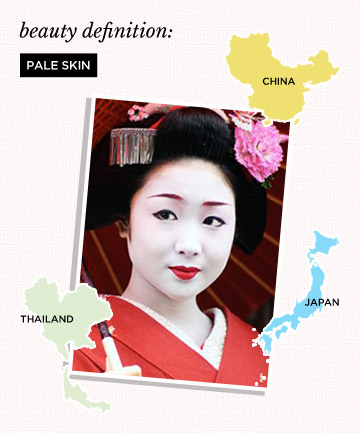 beauty definition:
PALE SKIN
CHINA
JAPAN
THAILAND